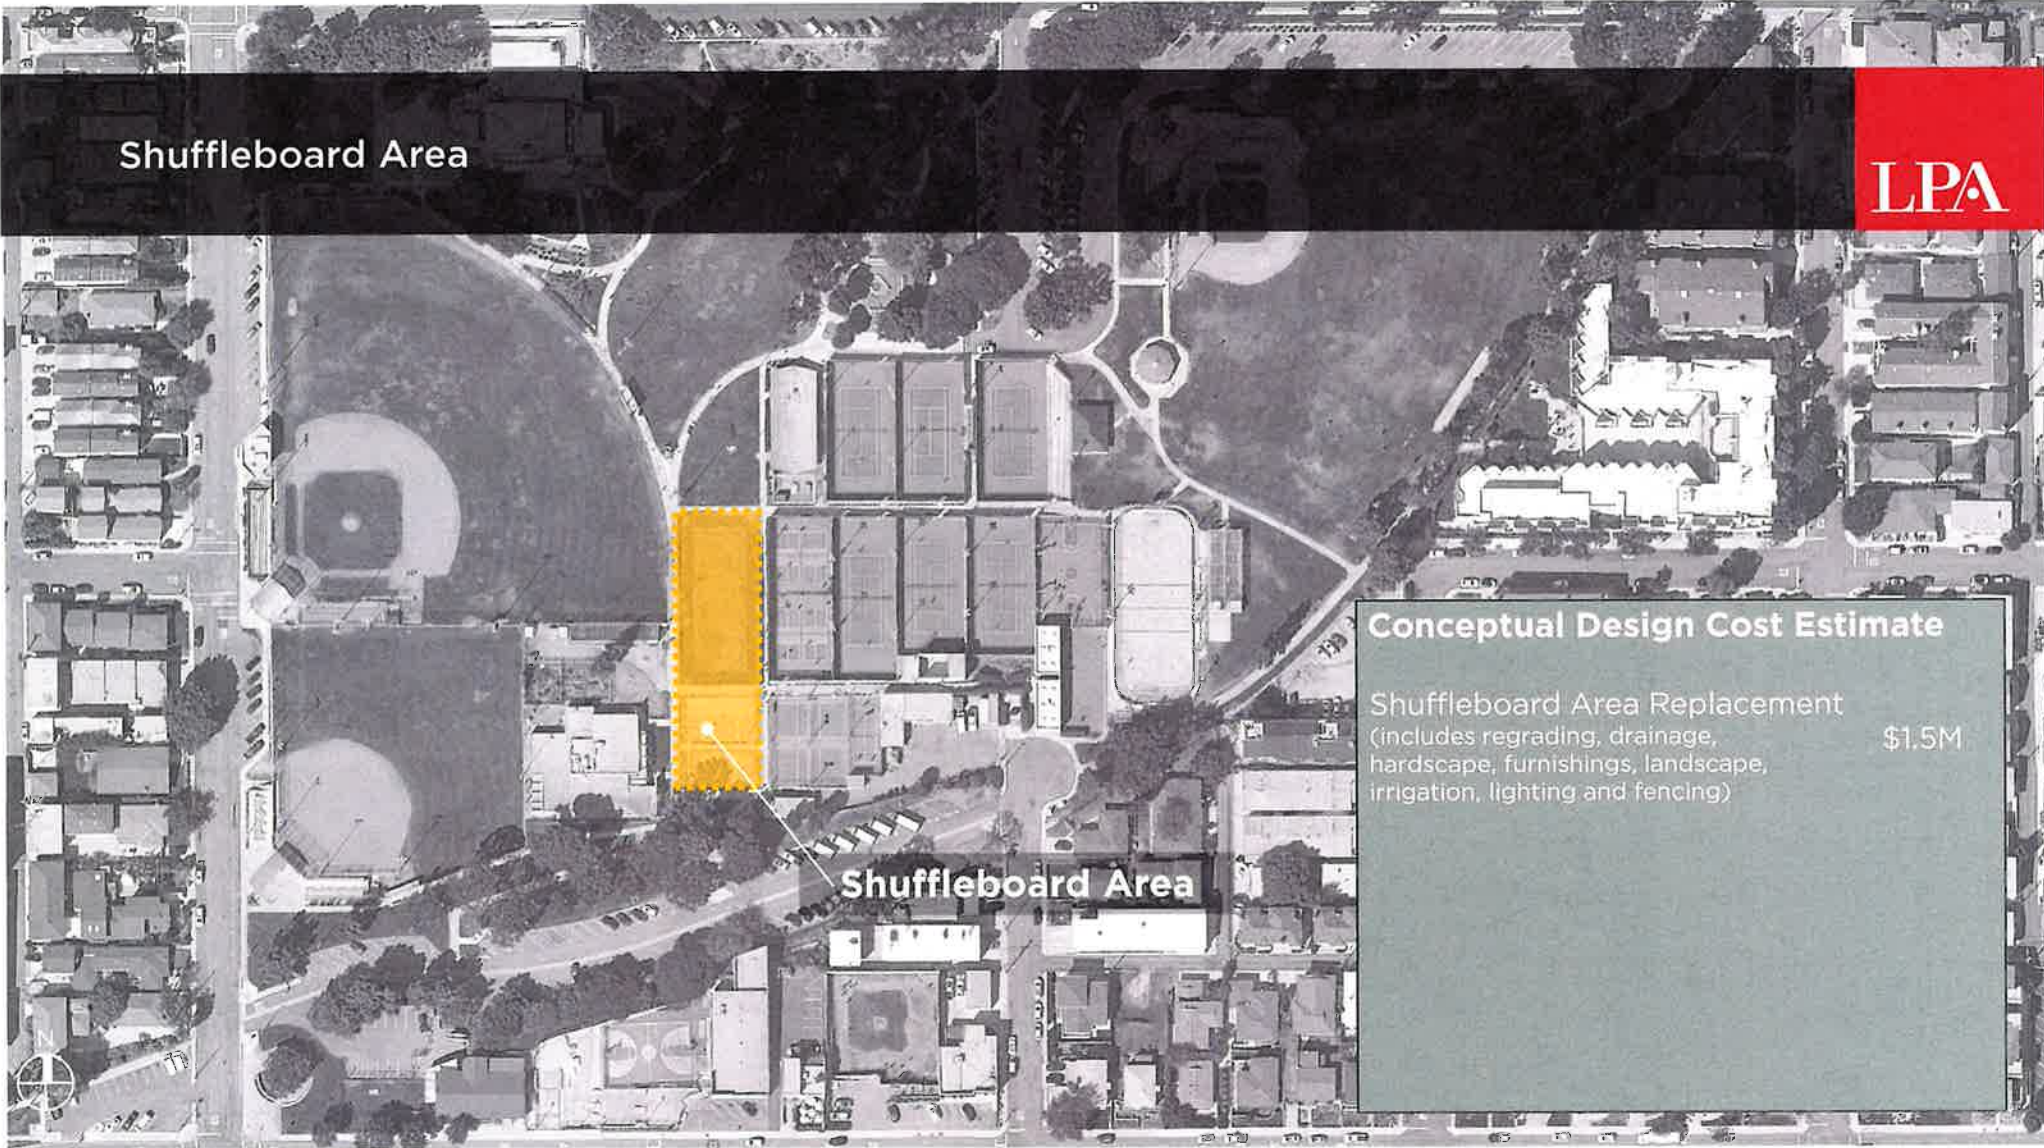 Shuffleboard Area
LPA
Conceptual Design Cost Estimate
Shuffleboard Area Replacement
(includes regrading, drainage,
hardscape, furnishings, landscape,
irrigation, lighting and fencing)
$1.5M
Shuffleboard Area
N